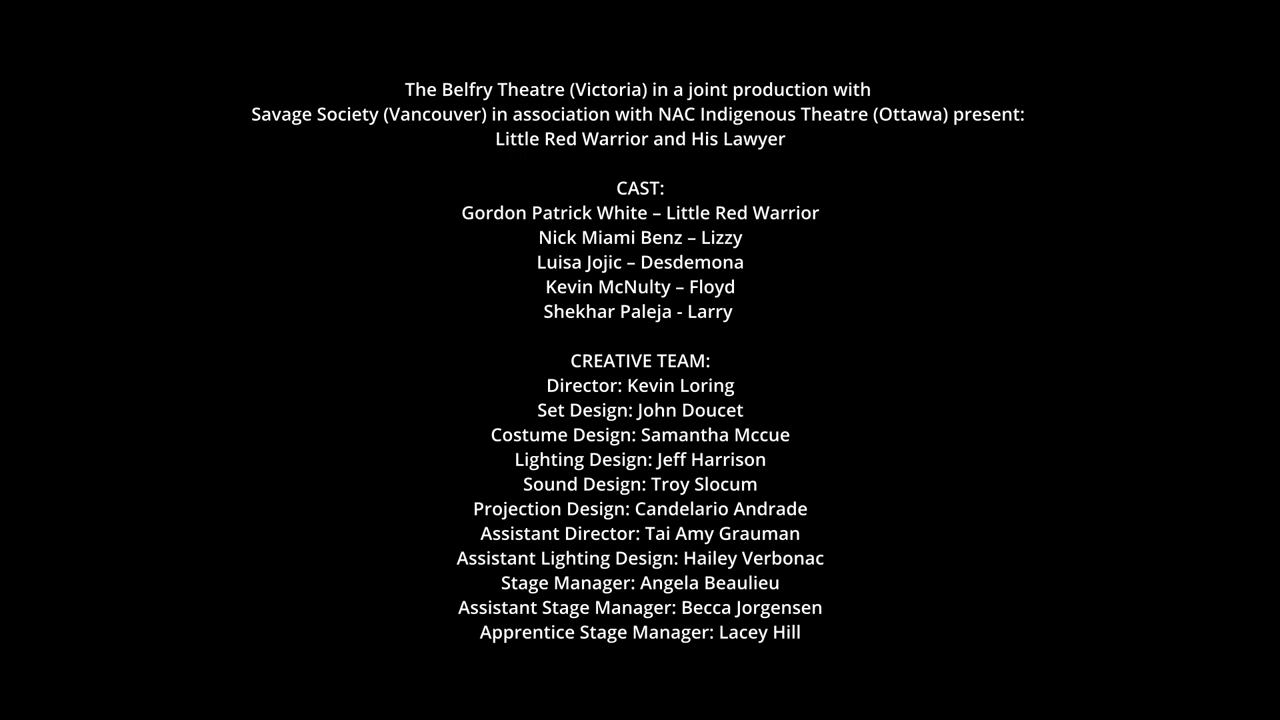 The Belfry Theatre (Victoria) in a joint production with
Savage Society (Vancouver) in association with NAC Indigenous Theatre (Ottawa) present:
Little Red Warrior and His Lawyer
CAST:
Gordon Patrick White – Little Red Warrior
Nick Miami Benz – Lizzy
Luisa Jojic – Desdemona
Kevin McNulty – Floyd
Shekhar Paleja - Larry
CREATIVE TEAM:
Director: Kevin Loring
Set Design: John Doucet
Costume Design: Samantha Mccue
Lighting Design: Jeff Harrison
Sound Design: Troy Slocum
Projection Design: Candelario Andrade
Assistant Director: Tai Amy Grauman
Assistant Lighting Design: Hailey Verbonac
Stage Manager: Angela Beaulieu
Assistant Stage Manager: Becca Jorgensen
Apprentice Stage Manager: Lacey Hill